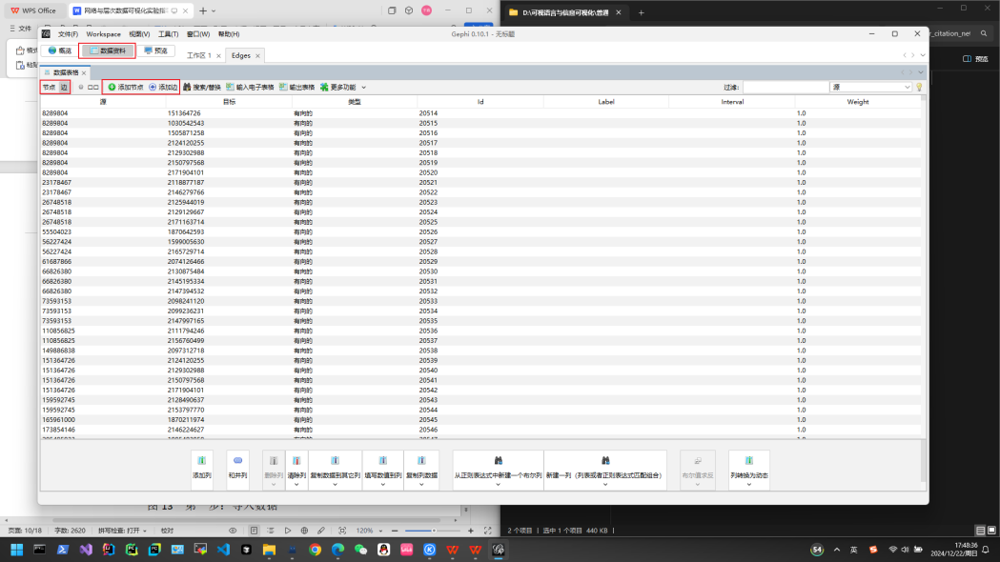 WPS Office
网络与层次数据可视化实验指
D:\可视语言与信息可视化\普通
文件
文件(F) Workspace 视图(V) 工具(T) 窗口(W) 帮助(H)
Gephi 0.10.1 - 无标题
概览 数据资料 预览
工作区 1 Edges
预览
数据表格
节点 边 添加节点 添加边 搜索/替换 输入电子表格 输出表格 更多功能
过滤: 源
源 目标 类型 Id Label Interval Weight
8289804 151364726 有向的 20514 1.0
8289804 1030542543 有向的 20515 1.0
8289804 1505871258 有向的 20516 1.0
8289804 2124120255 有向的 20517 1.0
8289804 2129302988 有向的 20518 1.0
8289804 2150797568 有向的 20519 1.0
8289804 2171904101 有向的 20520 1.0
23178467 2118877187 有向的 20521 1.0
23178467 2146279766 有向的 20522 1.0
26748518 2125944019 有向的 20523 1.0
26748518 2129129667 有向的 20524 1.0
26748518 2171163714 有向的 20525 1.0
55504023 1870642593 有向的 20526 1.0
56227424 1599005630 有向的 20527 1.0
56227424 2165729714 有向的 20528 1.0
61687866 2074126466 有向的 20529 1.0
66826380 2130875484 有向的 20530 1.0
66826380 2145195334 有向的 20531 1.0
66826380 2147394532 有向的 20532 1.0
73593153 2098241120 有向的 20533 1.0
73593153 2099236231 有向的 20534 1.0
73593153 2147997165 有向的 20535 1.0
110856825 2111794246 有向的 20536 1.0
110856825 2156760499 有向的 20537 1.0
149886838 2097312718 有向的 20538 1.0
151364726 2124120255 有向的 20539 1.0
151364726 2129302988 有向的 20540 1.0
151364726 2150797568 有向的 20541 1.0
151364726 2171904101 有向的 20542 1.0
159592745 2128490637 有向的 20543 1.0
159592745 2153797770 有向的 20544 1.0
165961000 1870211974 有向的 20545 1.0
173854146 2146224627 有向的 20546 1.0
添加列 和并列 删除列 清除列 复制数据到其它列 填写数值到列 复制列数据 从正则表达式中新建一个布尔列 新建一列（列表或者正则表达式匹配组合） 布尔值求反 列转换为动态
页面: 10/18 字数: 2620 拼写检查: 打开 校对 120%
2 个项目 选中 1 个项目 440 KB
54 英 17:48:36
2024/12/22/周日